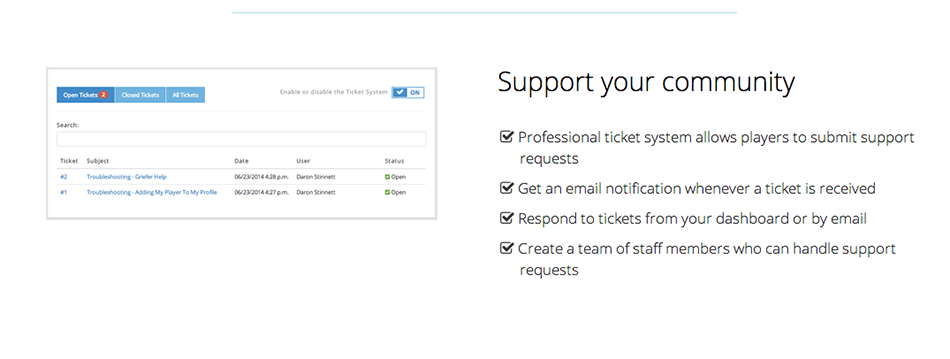 Open Tickets 2 Closed Tickets All Tickets Enable or disable the Ticket System ON
Search:
Ticket Subject Date User Status
#2 Troubleshooting - Griefer Help 06/23/2014 4:28 p.m. Daron Stinnett Open
#1 Troubleshooting - Adding My Player To My Profile 06/23/2014 4:27 p.m. Daron Stinnett Open
Support your community
Professional ticket system allows players to submit support
requests
Get an email notification whenever a ticket is received
Respond to tickets from your dashboard or by email
Create a team of staff members who can handle support
requests